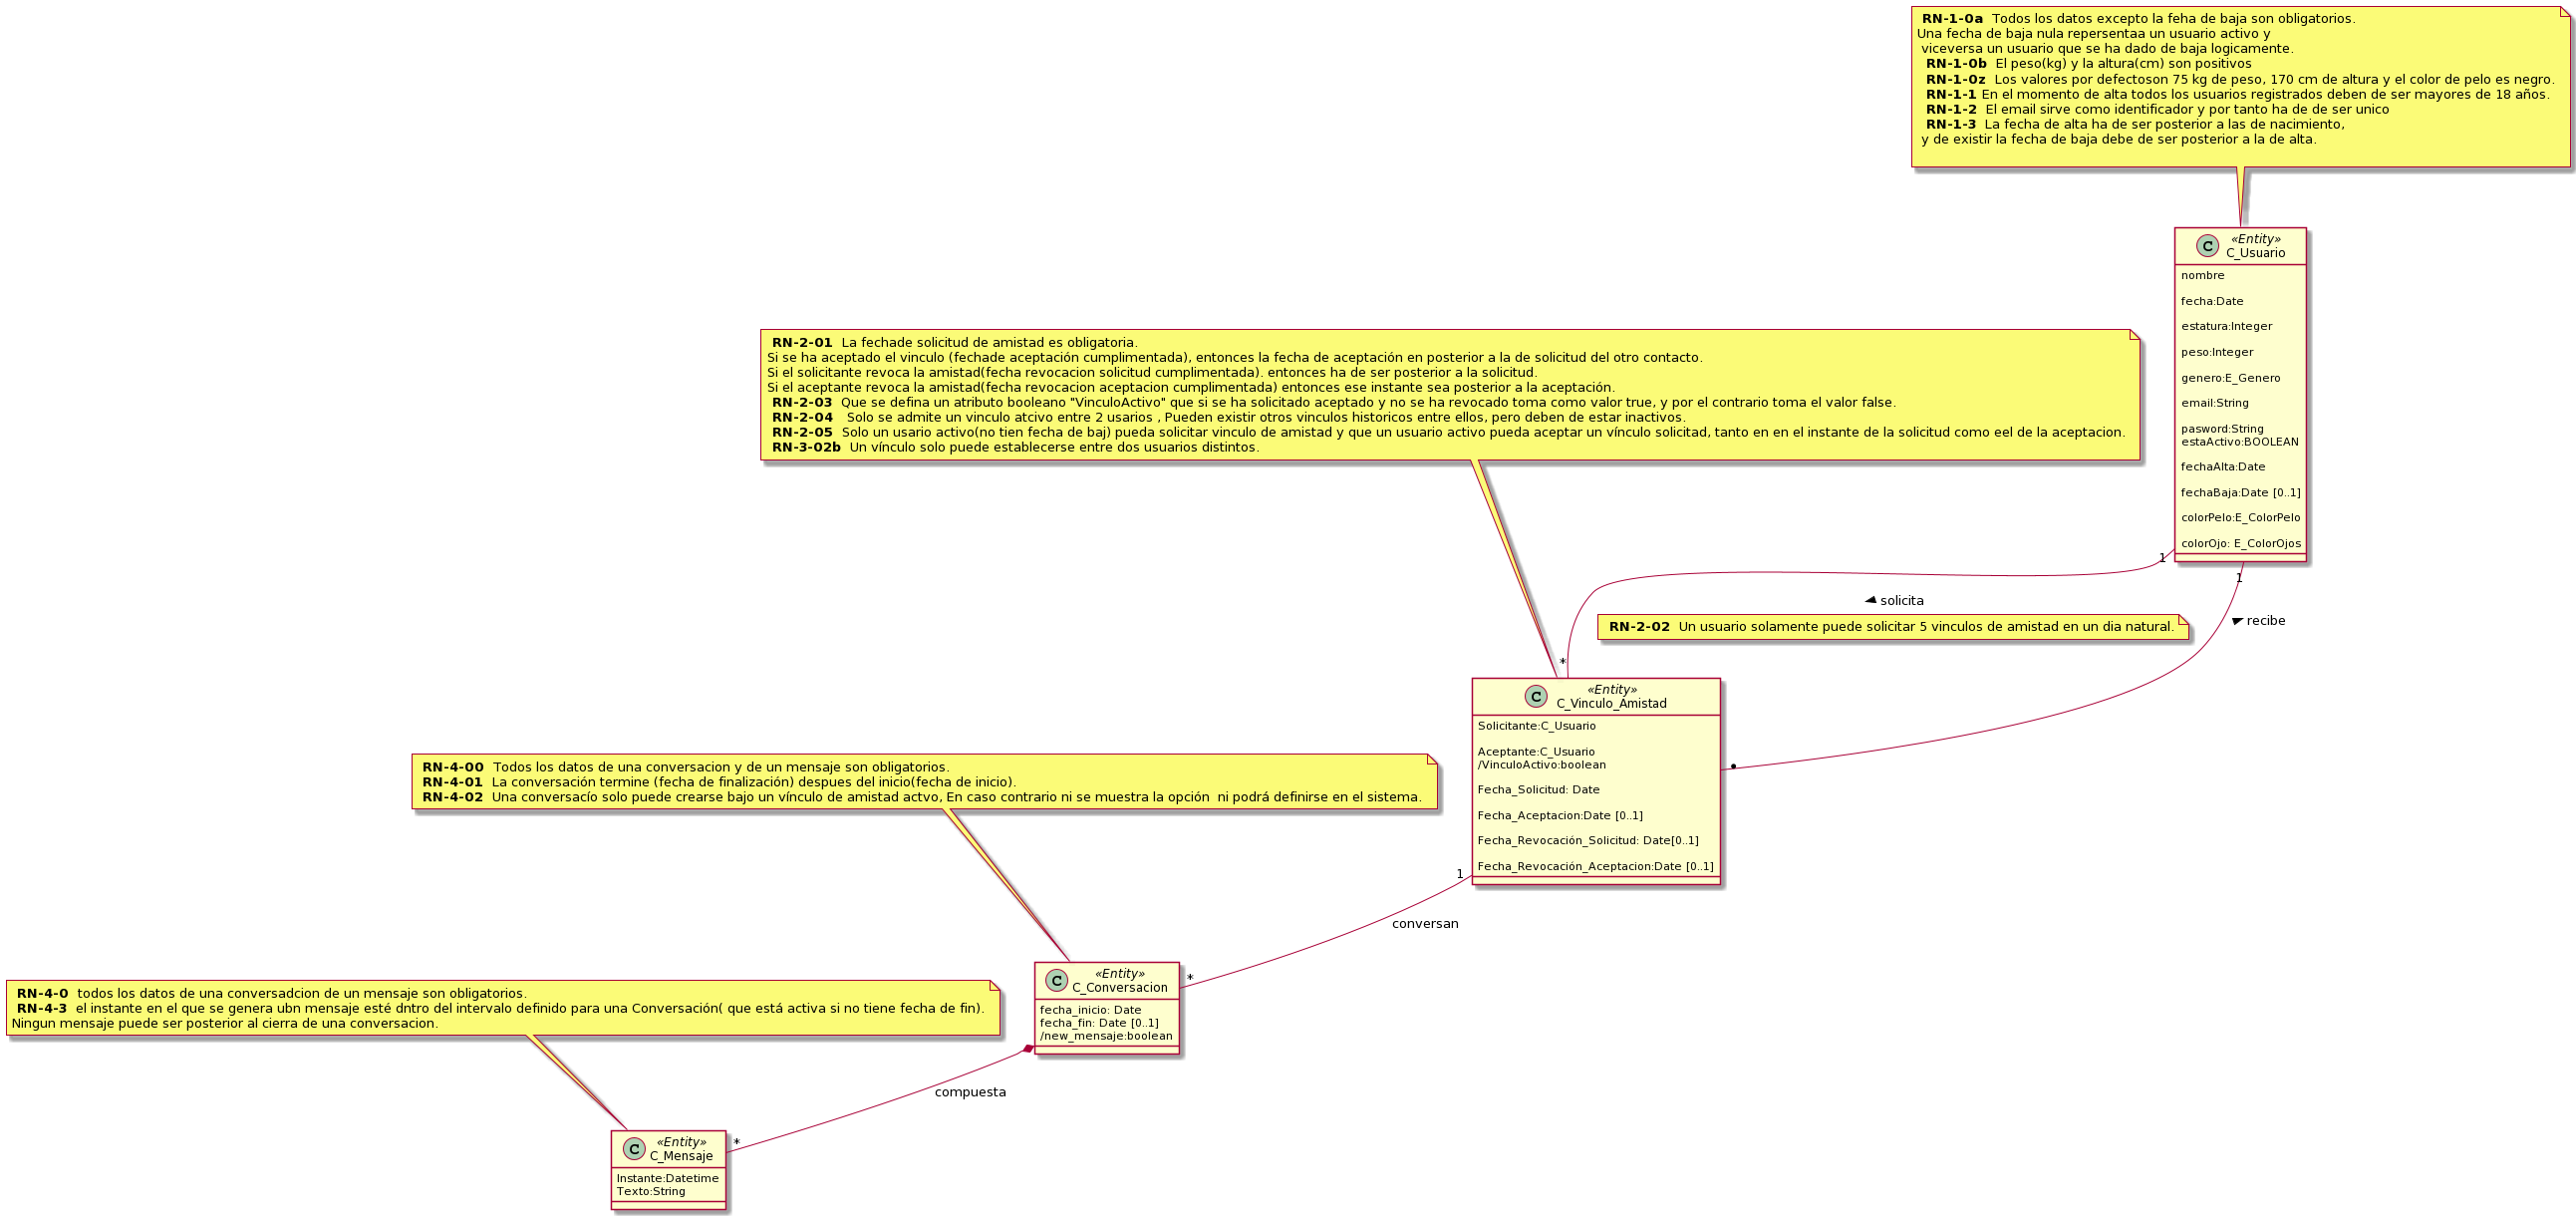 RN-1-0a Todos los datos excepto la feha de baja son obligatorios.
Una fecha de baja nula repersentaa un usuario activo y
viceversa un usuario que se ha dado de baja logicamente.
RN-1-0b El peso(kg) y la altura(cm) son positivos
RN-1-0z Los valores por defectoson 75 kg de peso, 170 cm de altura y el color de pelo es negro.
RN-1-1 En el momento de alta todos los usuarios registrados deben de ser mayores de 18 años.
RN-1-2 El email sirve como identificador y por tanto ha de de ser unico
RN-1-3 La fecha de alta ha de ser posterior a las de nacimiento,
y de existir la fecha de baja debe de ser posterior a la de alta.
C
«Entity»
C_Usuario
nombre
fecha:Date
estatura:Integer
peso:Integer
genero:E_Genero
email:String
pasword:String
estaActivo:BOOLEAN
fechaAlta:Date
fechaBaja:Date [0..1]
colorPelo:E_ColorPelo
colorOjo: E_ColorOjos
RN-2-01 La fechade solicitud de amistad es obligatoria.
Si se ha aceptado el vinculo (fechade aceptación cumplimentada), entonces la fecha de aceptación en posterior a la de solicitud del otro contacto.
Si el solicitante revoca la amistad(fecha revocacion solicitud cumplimentada). entonces ha de ser posterior a la solicitud.
Si el aceptante revoca la amistad(fecha revocacion aceptacion cumplimentada) entonces ese instante sea posterior a la aceptación.
RN-2-03 Que se defina un atributo booleano "VinculoActivo" que si se ha solicitado aceptado y no se ha revocado toma como valor true, y por el contrario toma el valor false.
RN-2-04 Solo se admite un vinculo atcivo entre 2 usarios , Pueden existir otros vinculos historicos entre ellos, pero deben de estar inactivos.
RN-2-05 Solo un usario activo(no tien fecha de baj) pueda solicitar vinculo de amistad y que un usuario activo pueda aceptar un vínculo solicitad, tanto en en el instante de la solicitud como eel de la aceptacion.
RN-3-02b Un vínculo solo puede establecerse entre dos usuarios distintos.
1
1
solicita
recibe
RN-2-02 Un usuario solamente puede solicitar 5 vinculos de amistad en un dia natural.
*
C
«Entity»
C_Vinculo_Amistad
Solicitante:C_Usuario
Aceptante:C_Usuario
/VinculoActivo:boolean
Fecha_Solicitud: Date
Fecha_Aceptacion:Date [0..1]
Fecha_Revocación_Solicitud: Date[0..1]
Fecha_Revocación_Aceptacion:Date [0..1]
RN-4-00 Todos los datos de una conversacion y de un mensaje son obligatorios.
RN-4-01 La conversación termine (fecha de finalización) despues del inicio(fecha de inicio).
RN-4-02 Una conversacío solo puede crearse bajo un vínculo de amistad actvo, En caso contrario ni se muestra la opción ni podrá definirse en el sistema.
1
conversan
*
C
«Entity»
C_Conversacion
fecha_inicio: Date
fecha_fin: Date [0..1]
/new_mensaje:boolean
RN-4-0 todos los datos de una conversadcion de un mensaje son obligatorios.
RN-4-3 el instante en el que se genera ubn mensaje esté dntro del intervalo definido para una Conversación( que está activa si no tiene fecha de fin).
Ningun mensaje puede ser posterior al cierra de una conversacion.
compuesta
*
C
«Entity»
C_Mensaje
Instante:Datetime
Texto:String